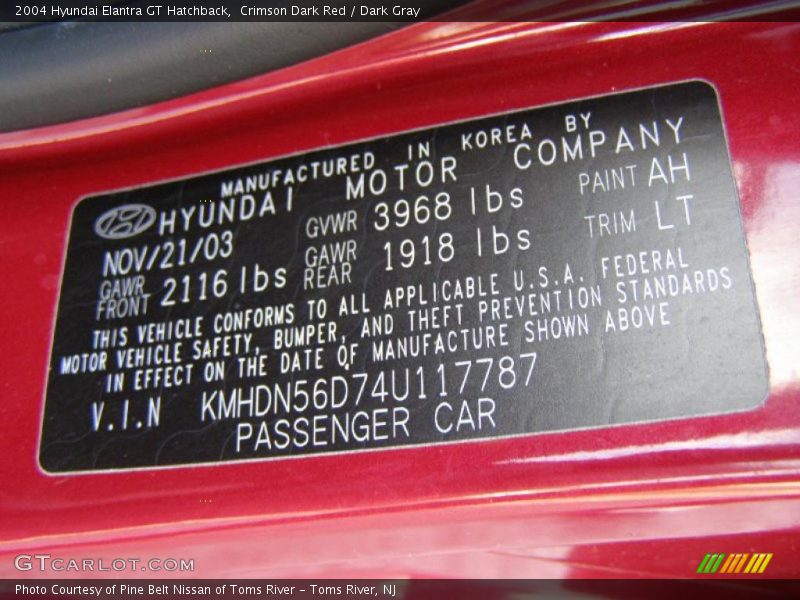 2004 Hyundai Elantra GT Hatchback,  Crimson Dark Red / Dark Gray
MANUFACTURED IN KOREA BY
HYUNDAI MOTOR COMPANY
NOV/21/03 GVWR 3968 lbs PAINT AH
GAWR FRONT 2116 lbs GAWR REAR 1918 lbs TRIM LT
THIS VEHICLE CONFORMS TO ALL APPLICABLE U.S.A. FEDERAL
MOTOR VEHICLE SAFETY, BUMPER, AND THEFT PREVENTION STANDARDS
IN EFFECT ON THE DATE OF MANUFACTURE SHOWN ABOVE
V.I.N KMHDN56D74U117787
PASSENGER CAR
GTCARLOT.COM
Photo Courtesy of Pine Belt Nissan of Toms River – Toms River, NJ